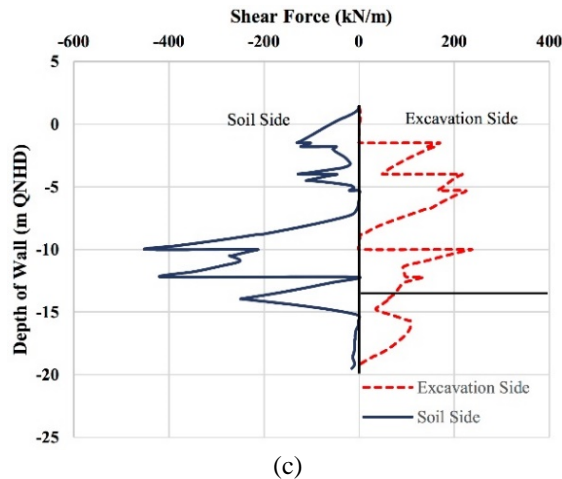 Shear Force (kN/m)
-600 -400 -200 0 200 400
5
0
-5
-10
-15
-20
-25
Depth of Wall (m QNHD)
Soil Side
Excavation Side
Excavation Side
Soil Side
(c)